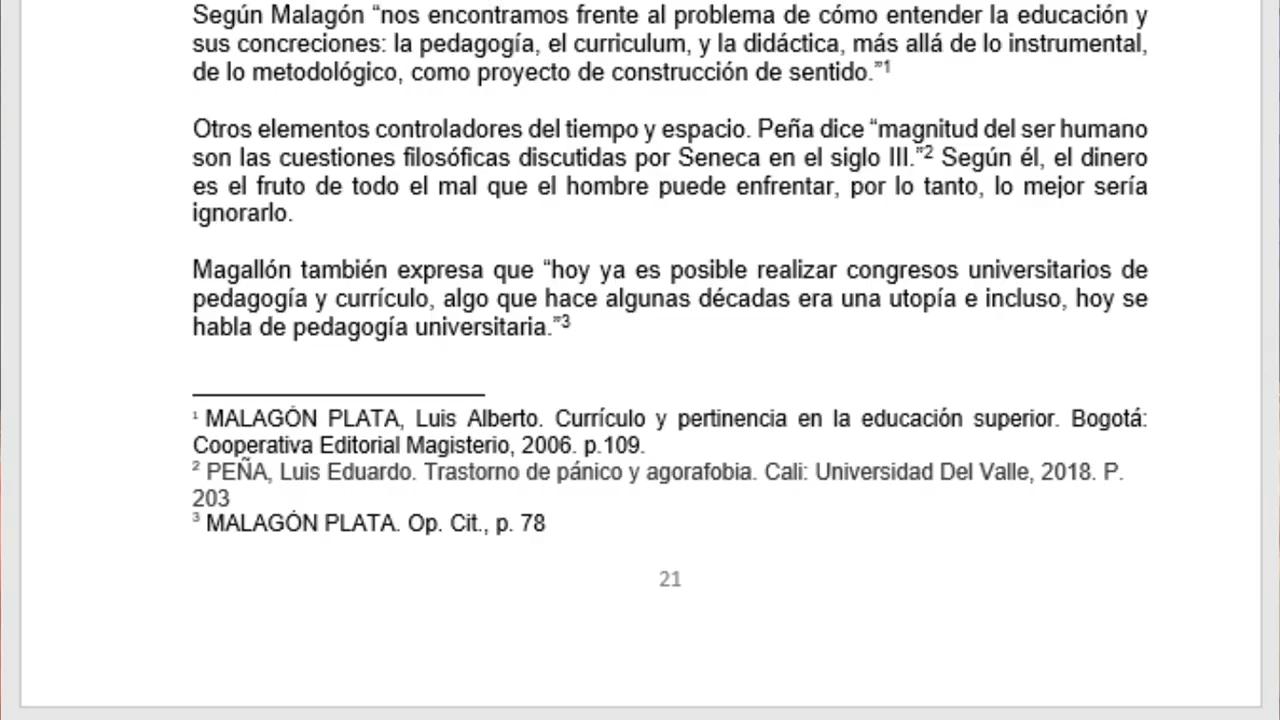 Según Malagón “nos encontramos frente al problema de cómo entender la educación y
sus concreciones: la pedagogía, el curriculum, y la didáctica, más allá de lo instrumental,
de lo metodológico, como proyecto de construcción de sentido.”1
Otros elementos controladores del tiempo y espacio. Peña dice “magnitud del ser humano
son las cuestiones filosóficas discutidas por Seneca en el siglo III.”2 Según él, el dinero
es el fruto de todo el mal que el hombre puede enfrentar, por lo tanto, lo mejor sería
ignorarlo.
Magallón también expresa que “hoy ya es posible realizar congresos universitarios de
pedagogía y currículo, algo que hace algunas décadas era una utopía e incluso, hoy se
habla de pedagogía universitaria.”3
1 MALAGÓN PLATA, Luis Alberto. Currículo y pertinencia en la educación superior. Bogotá:
Cooperativa Editorial Magisterio, 2006. p.109.
2 PEÑA, Luis Eduardo. Trastorno de pánico y agorafobia. Cali: Universidad Del Valle, 2018. P.
203
3 MALAGÓN PLATA. Op. Cit., p. 78
21